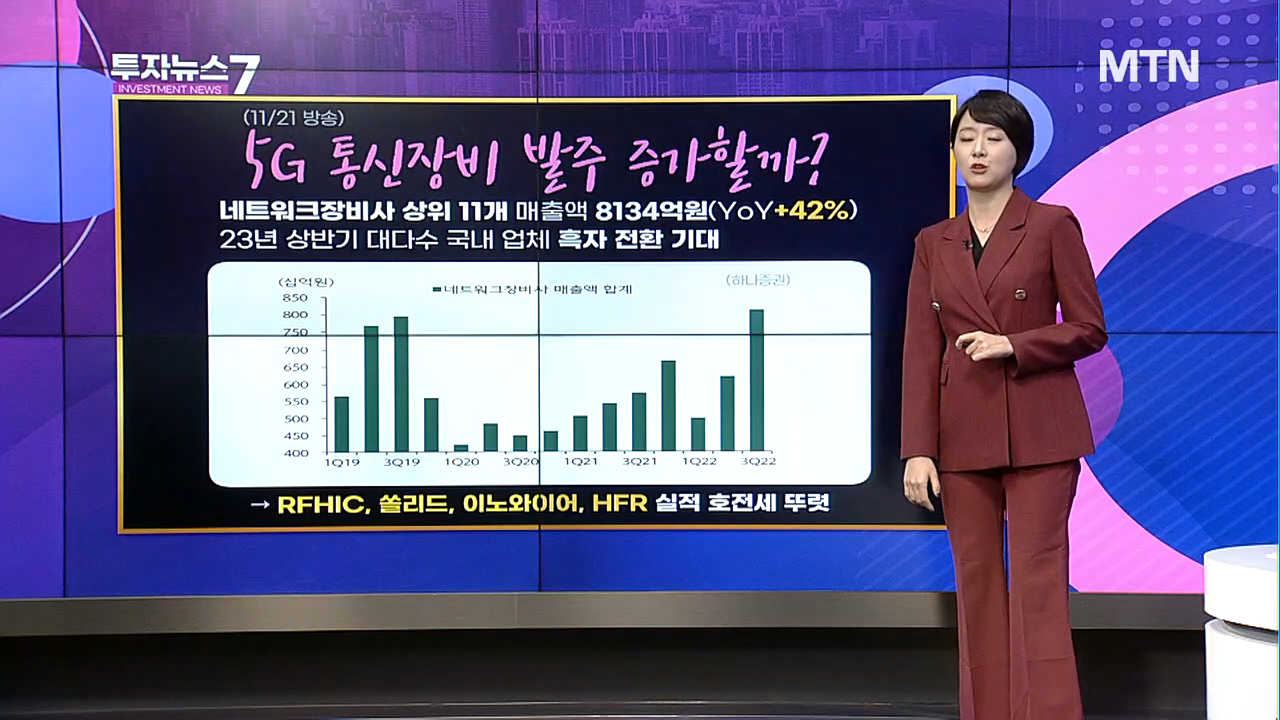 투자뉴스7
INVESTMENT NEWS
MTN
(11/21 방송)
5G 통신장비 발주 증가할까?
네트워크장비사 상위 11개 매출액 8134억원(YoY+42%)
23년 상반기 대다수 국내 업체 흑자 전환 기대
(십억원)
■네트워크장비사 매출액 합계
(하나증권)
850
800
750
700
650
600
550
500
450
400
1Q19 3Q19 1Q20 3Q20 1Q21 3Q21 1Q22 3Q22
→ RFHIC, 쏠리드, 이노와이어, HFR 실적 호전세 뚜렷